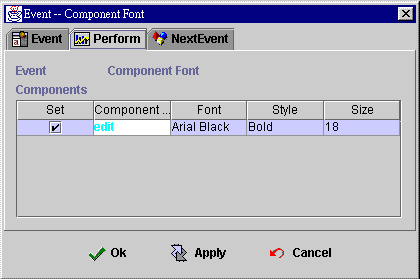 Event -- Component Font
Event Perform NextEvent
Event Component Font
Components
Set Component ... Font Style Size
edit Arial Black Bold 18
Ok Apply Cancel